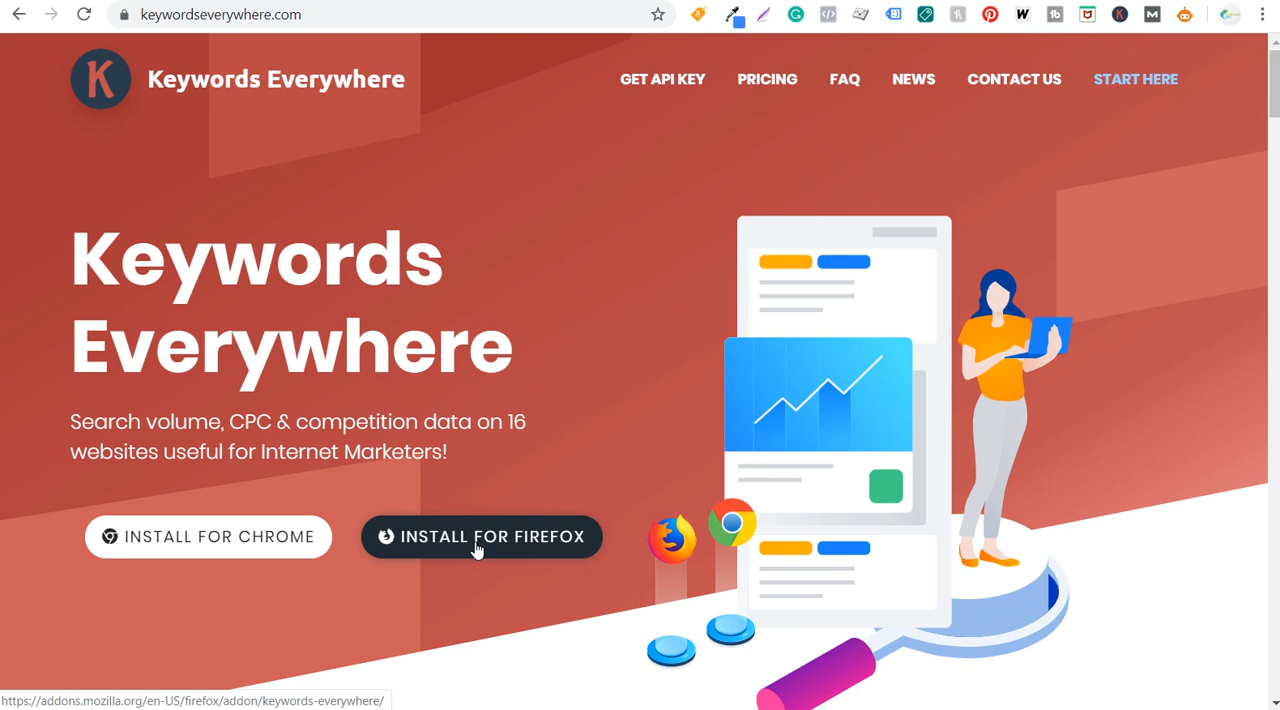 keywordseverywhere.com
Keywords Everywhere
GET API KEY PRICING FAQ NEWS CONTACT US START HERE
Keywords
Everywhere
Search volume, CPC & competition data on 16
websites useful for Internet Marketers!
INSTALL FOR CHROME INSTALL FOR FIREFOX
https://addons.mozilla.org/en-US/firefox/addon/keywords-everywhere/